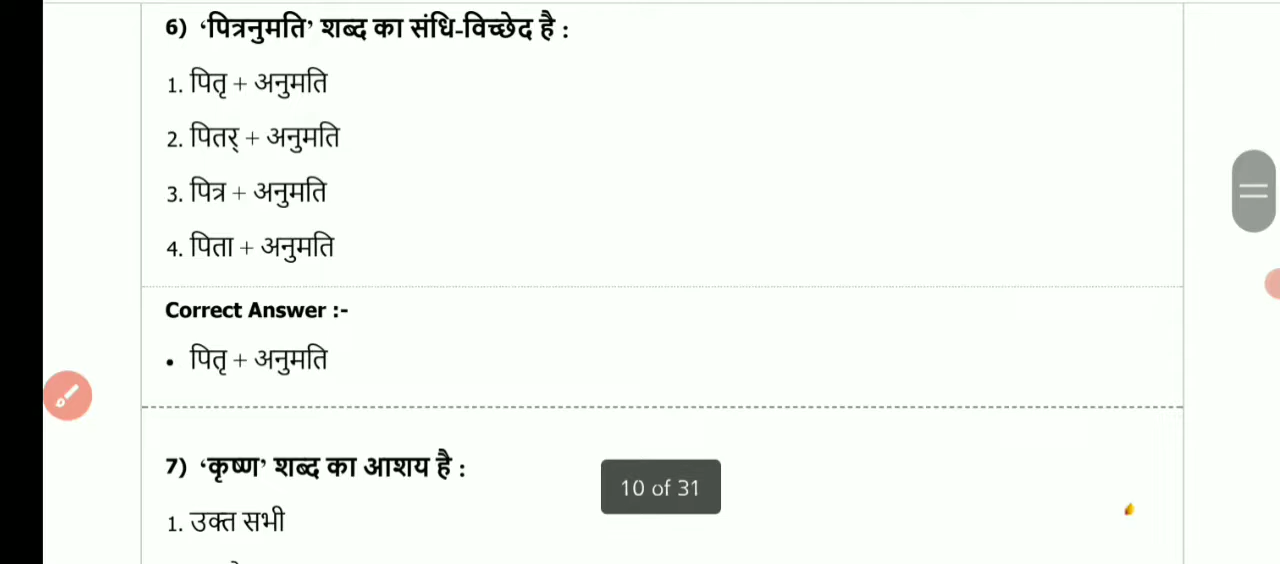 6) ‘पित्रनुमति’ शब्द का संधि-विच्छेद है :
1. पितृ + अनुमति
2. पितर् + अनुमति
3. पित्र + अनुमति
4. पिता + अनुमति
Correct Answer :-
• पितृ + अनुमति
7) ‘कृष्ण’ शब्द का आशय है :
10 of 31
1. उक्त सभी